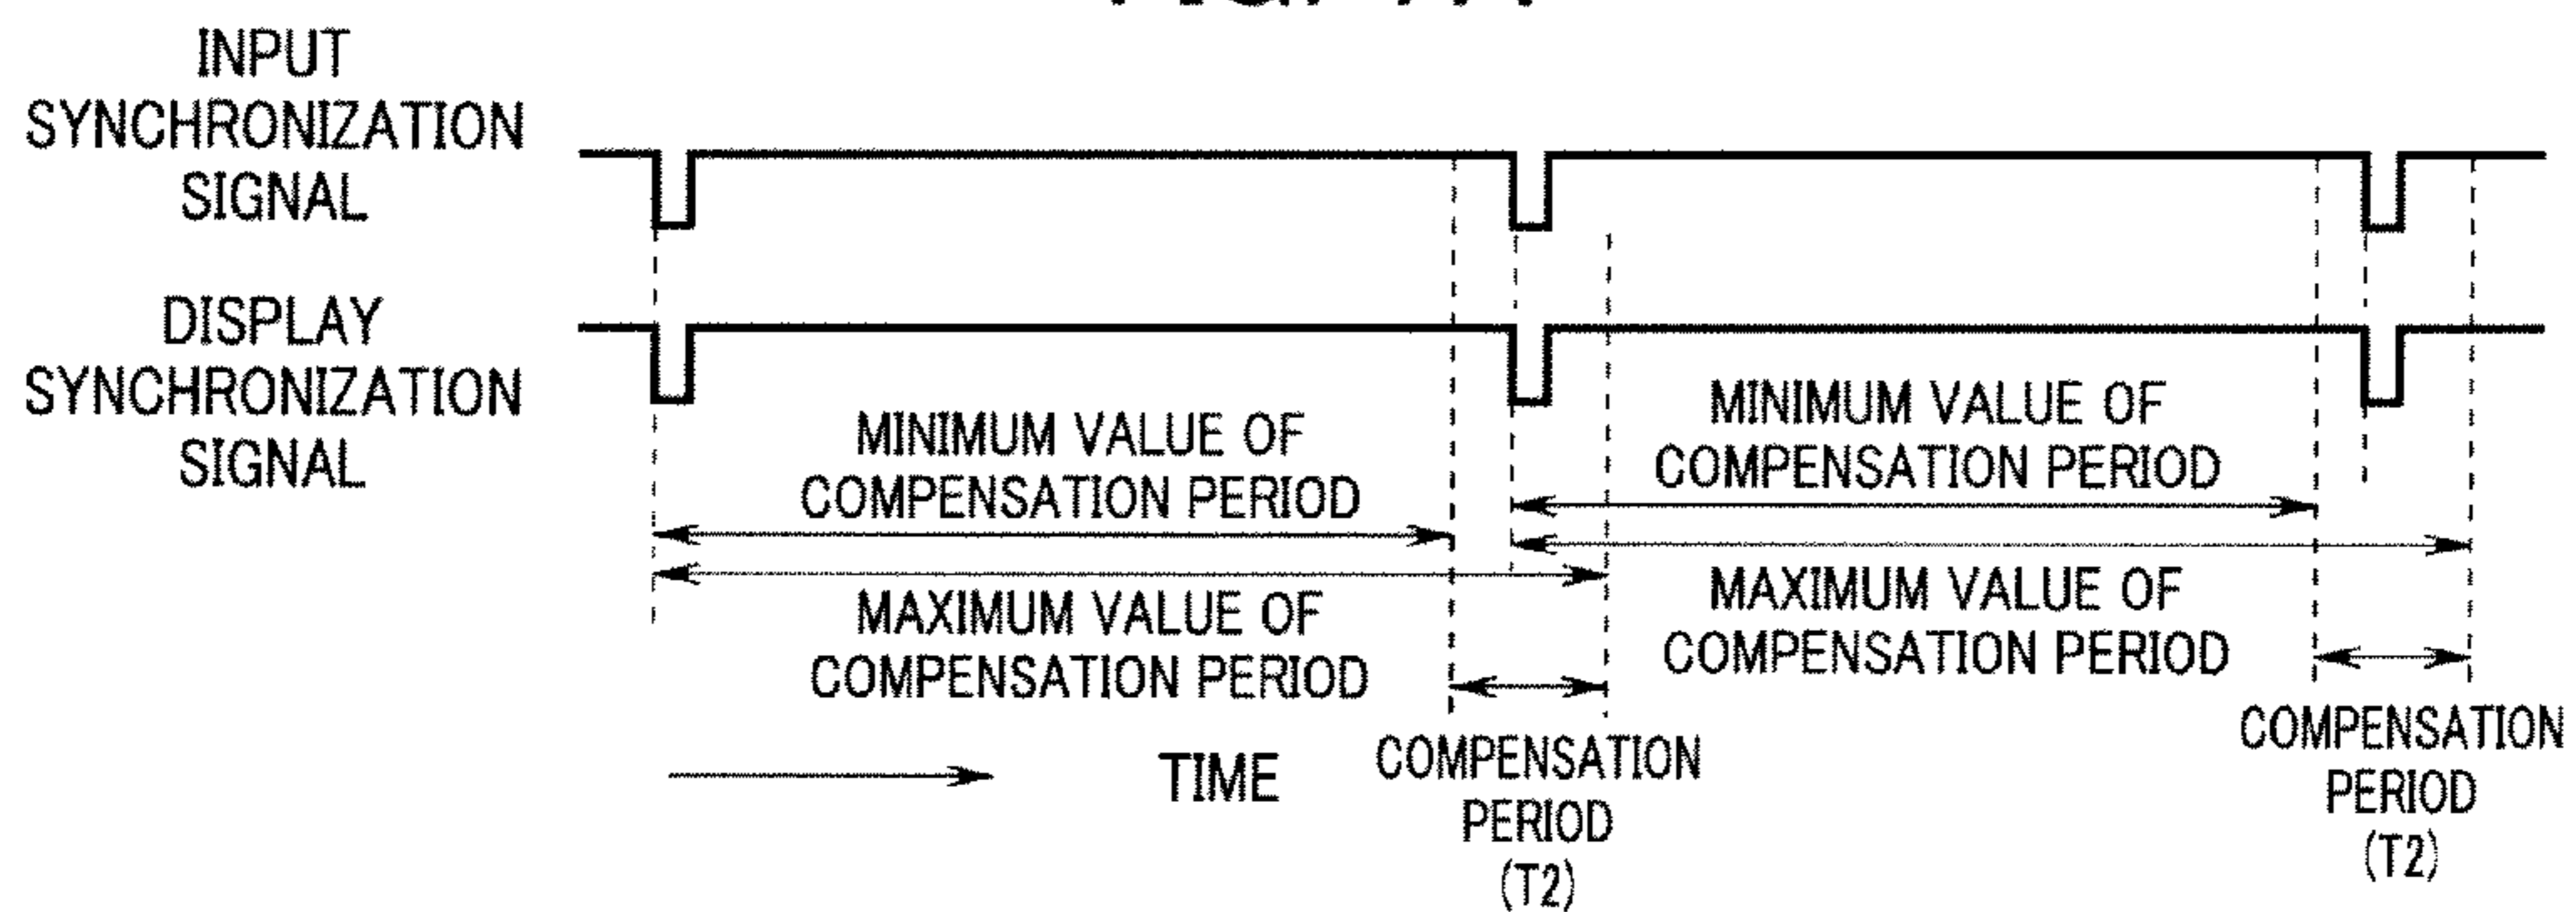 INPUT
SYNCHRONIZATION
SIGNAL
DISPLAY
SYNCHRONIZATION
SIGNAL
MINIMUM VALUE OF
COMPENSATION PERIOD
MINIMUM VALUE OF
COMPENSATION PERIOD
MAXIMUM VALUE OF
COMPENSATION PERIOD
MAXIMUM VALUE OF
COMPENSATION PERIOD
TIME
COMPENSATION
PERIOD
(T2)
COMPENSATION
PERIOD
(T2)